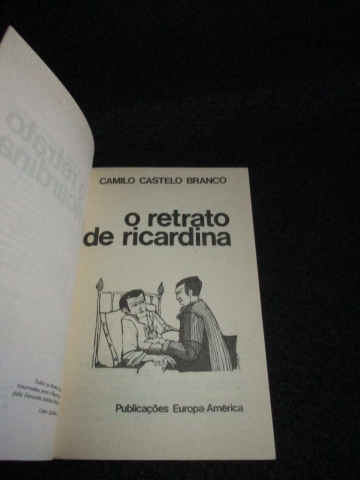 CAMILO CASTELO BRANCO
o retrato
de ricardina
Publicações Europa-América